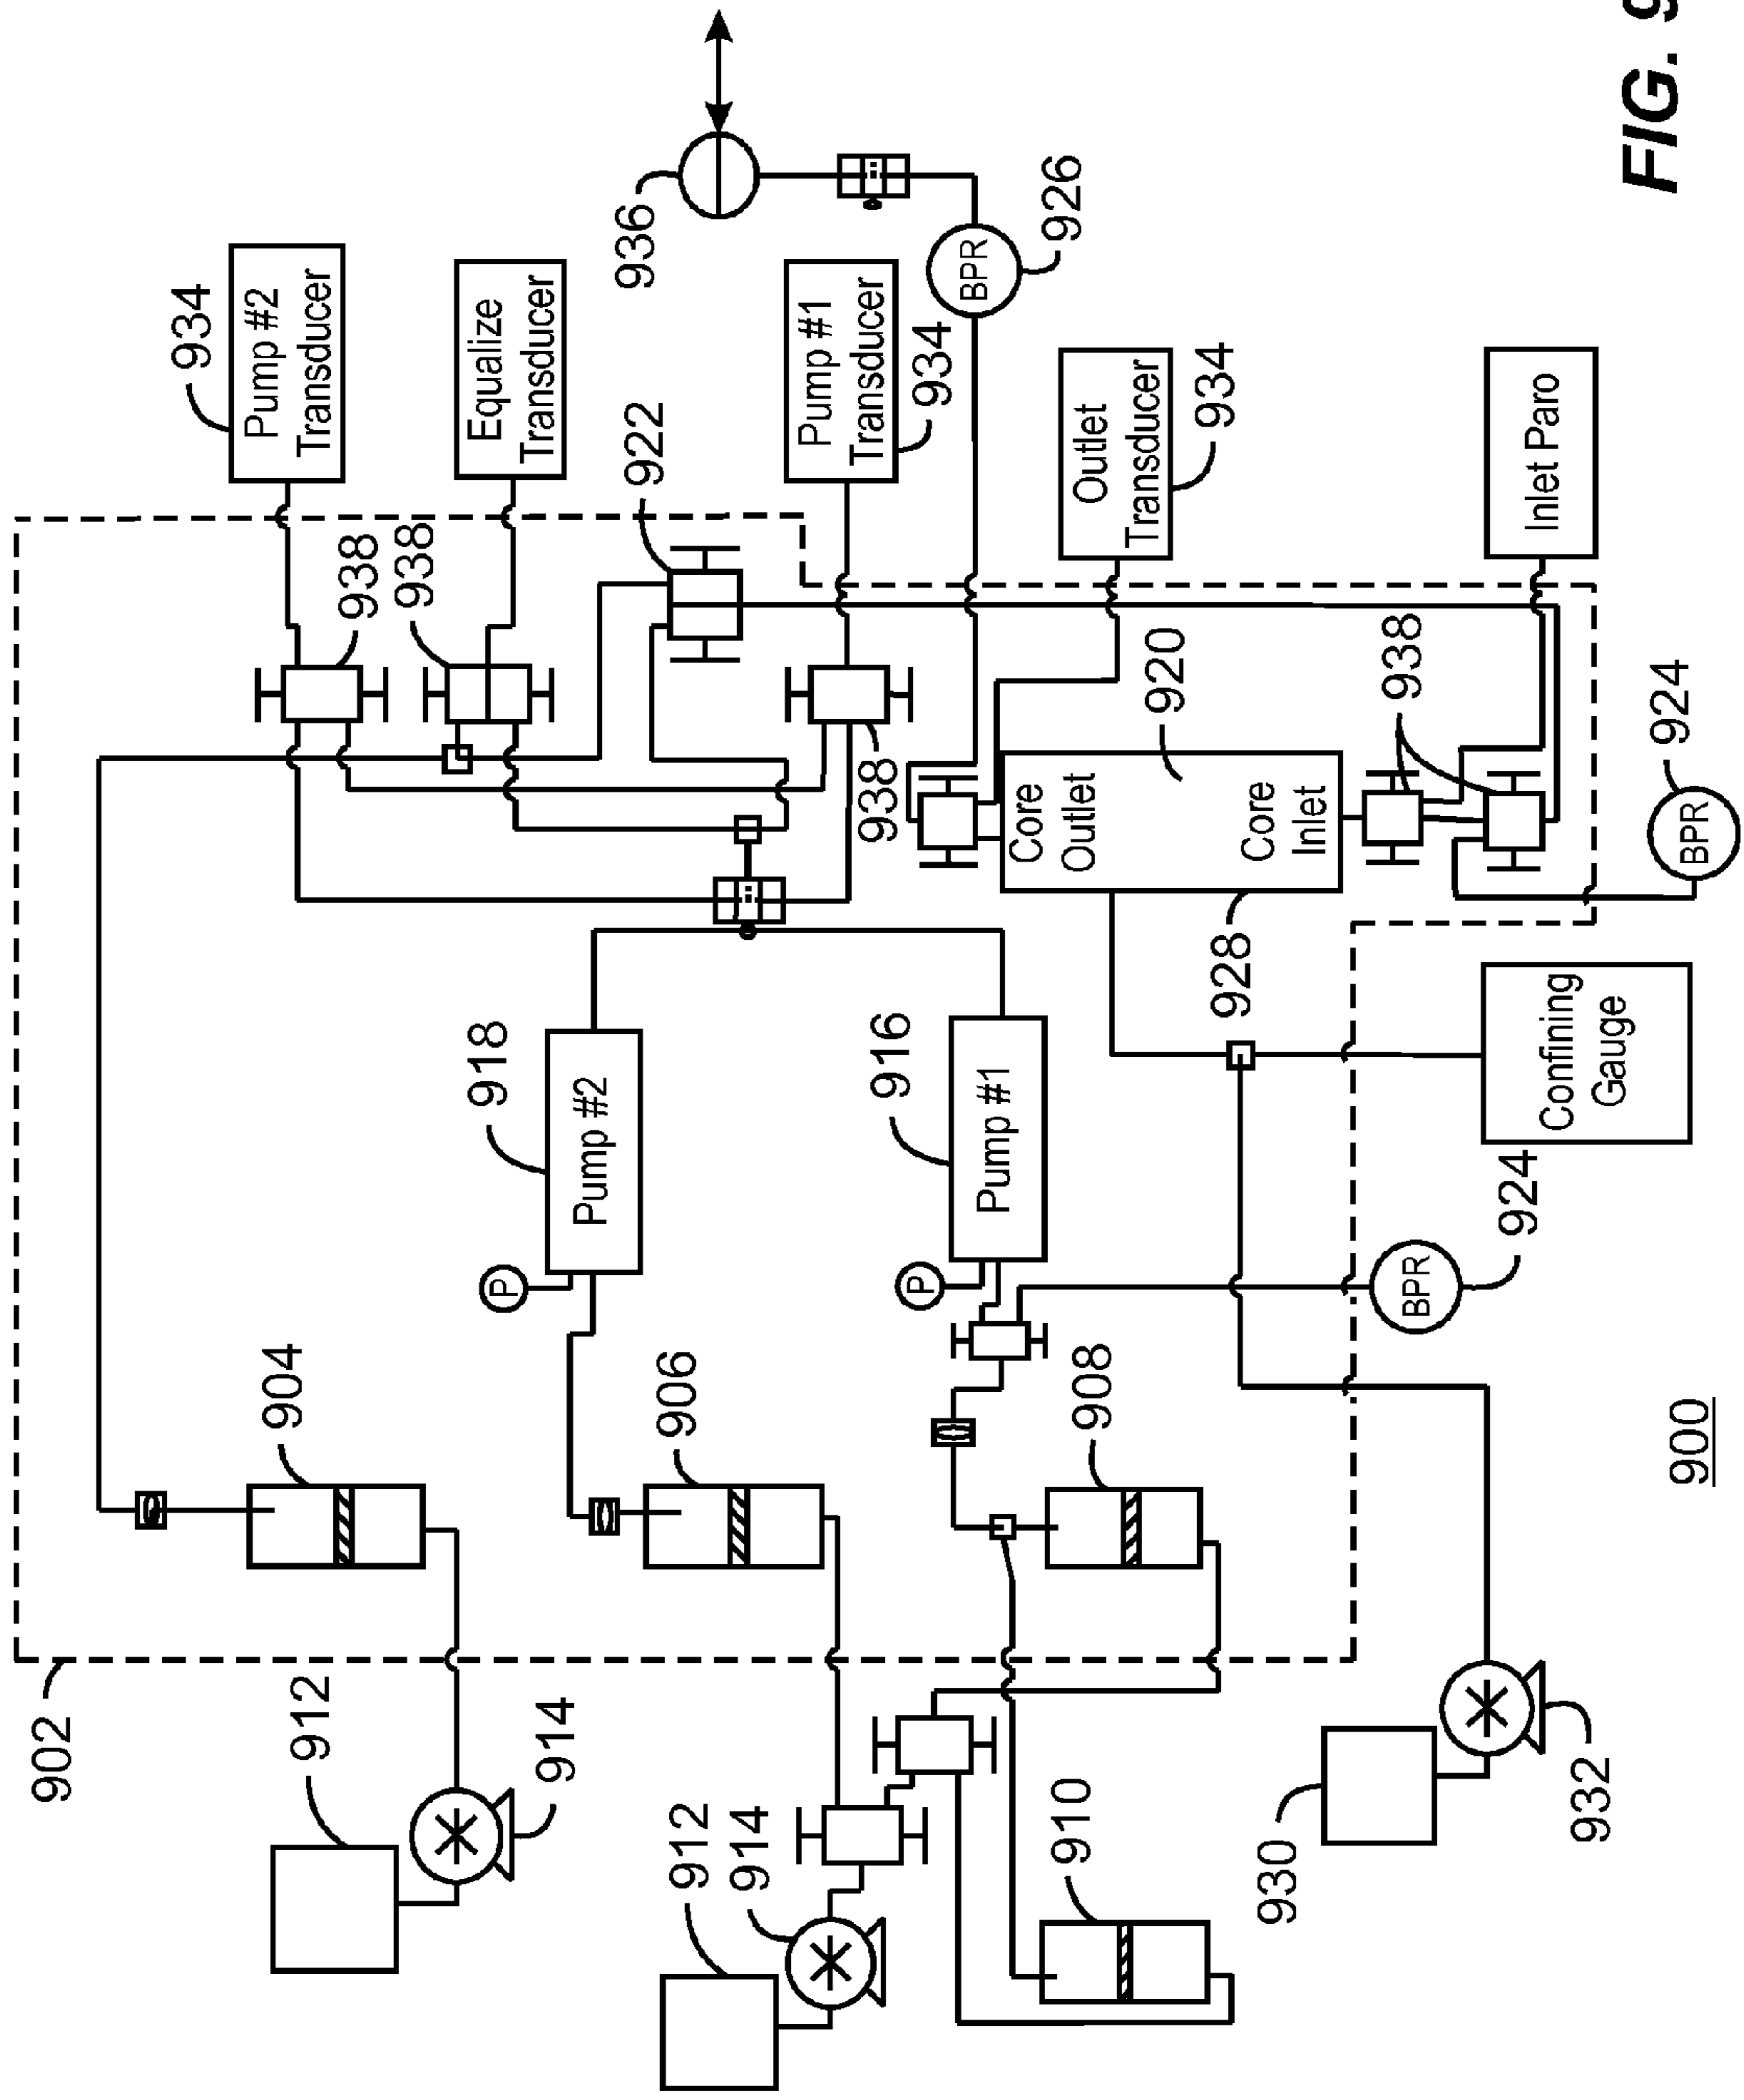 902
912
914
904
934
Pump #2
Transducer
938
938
Equalize
Transducer
922
936
918
Pump #2
P
906
912
914
916
Pump #1
P
908
910
938
Pump #1
Transducer
934
BPR
926
Core
Outlet
Core
Inlet
920
928
Outlet
Transducer
934
938
Inlet Paro
924
BPR
Confining
Gauge
924
BPR
930
932
900
FIG. 9